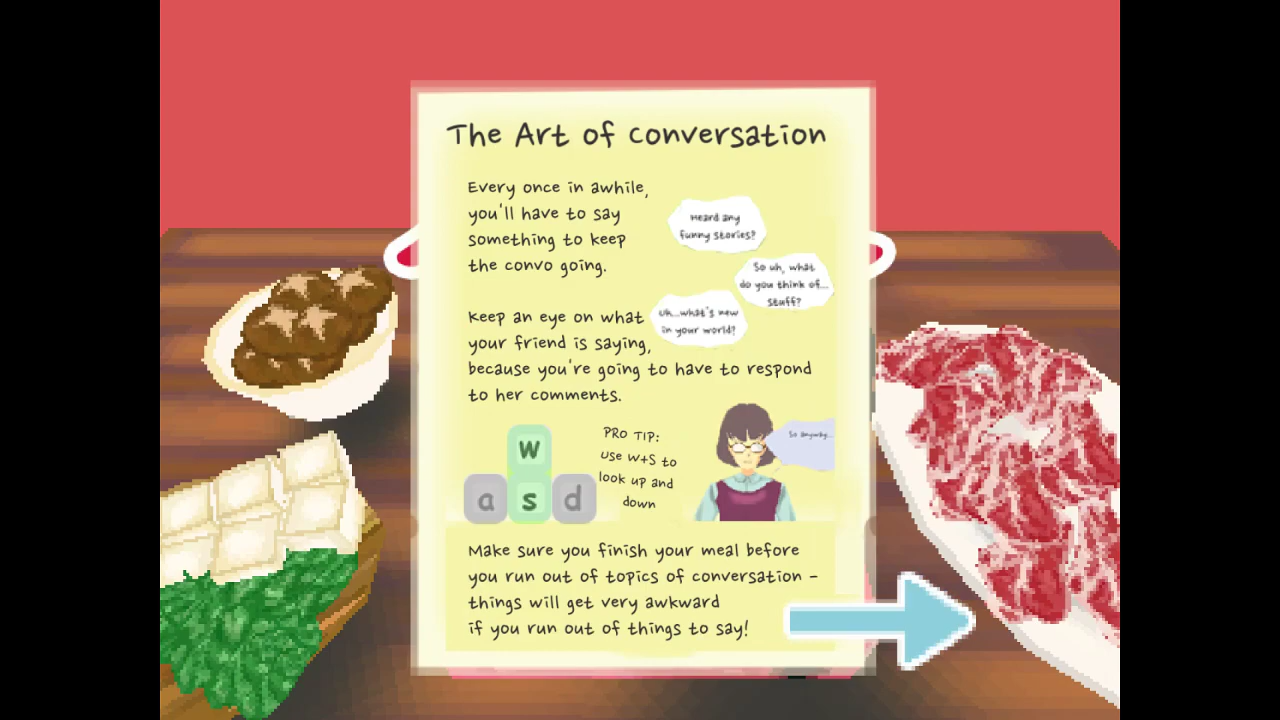 The Art of conversation
Every once in awhile,
you'll have to say
something to keep
the convo going.
Heard any
funny stories?
So uh, what
do you think of...
stuff?
Uh...what's new
in your world?
Keep an eye on what
your friend is saying,
because you're going to have to respond
to her comments.
w
a s d
PRO TIP:
use W+S to
look up and
down
So anyway...
Make sure you finish your meal before
you run out of topics of conversation -
things will get very awkward
if you run out of things to say!